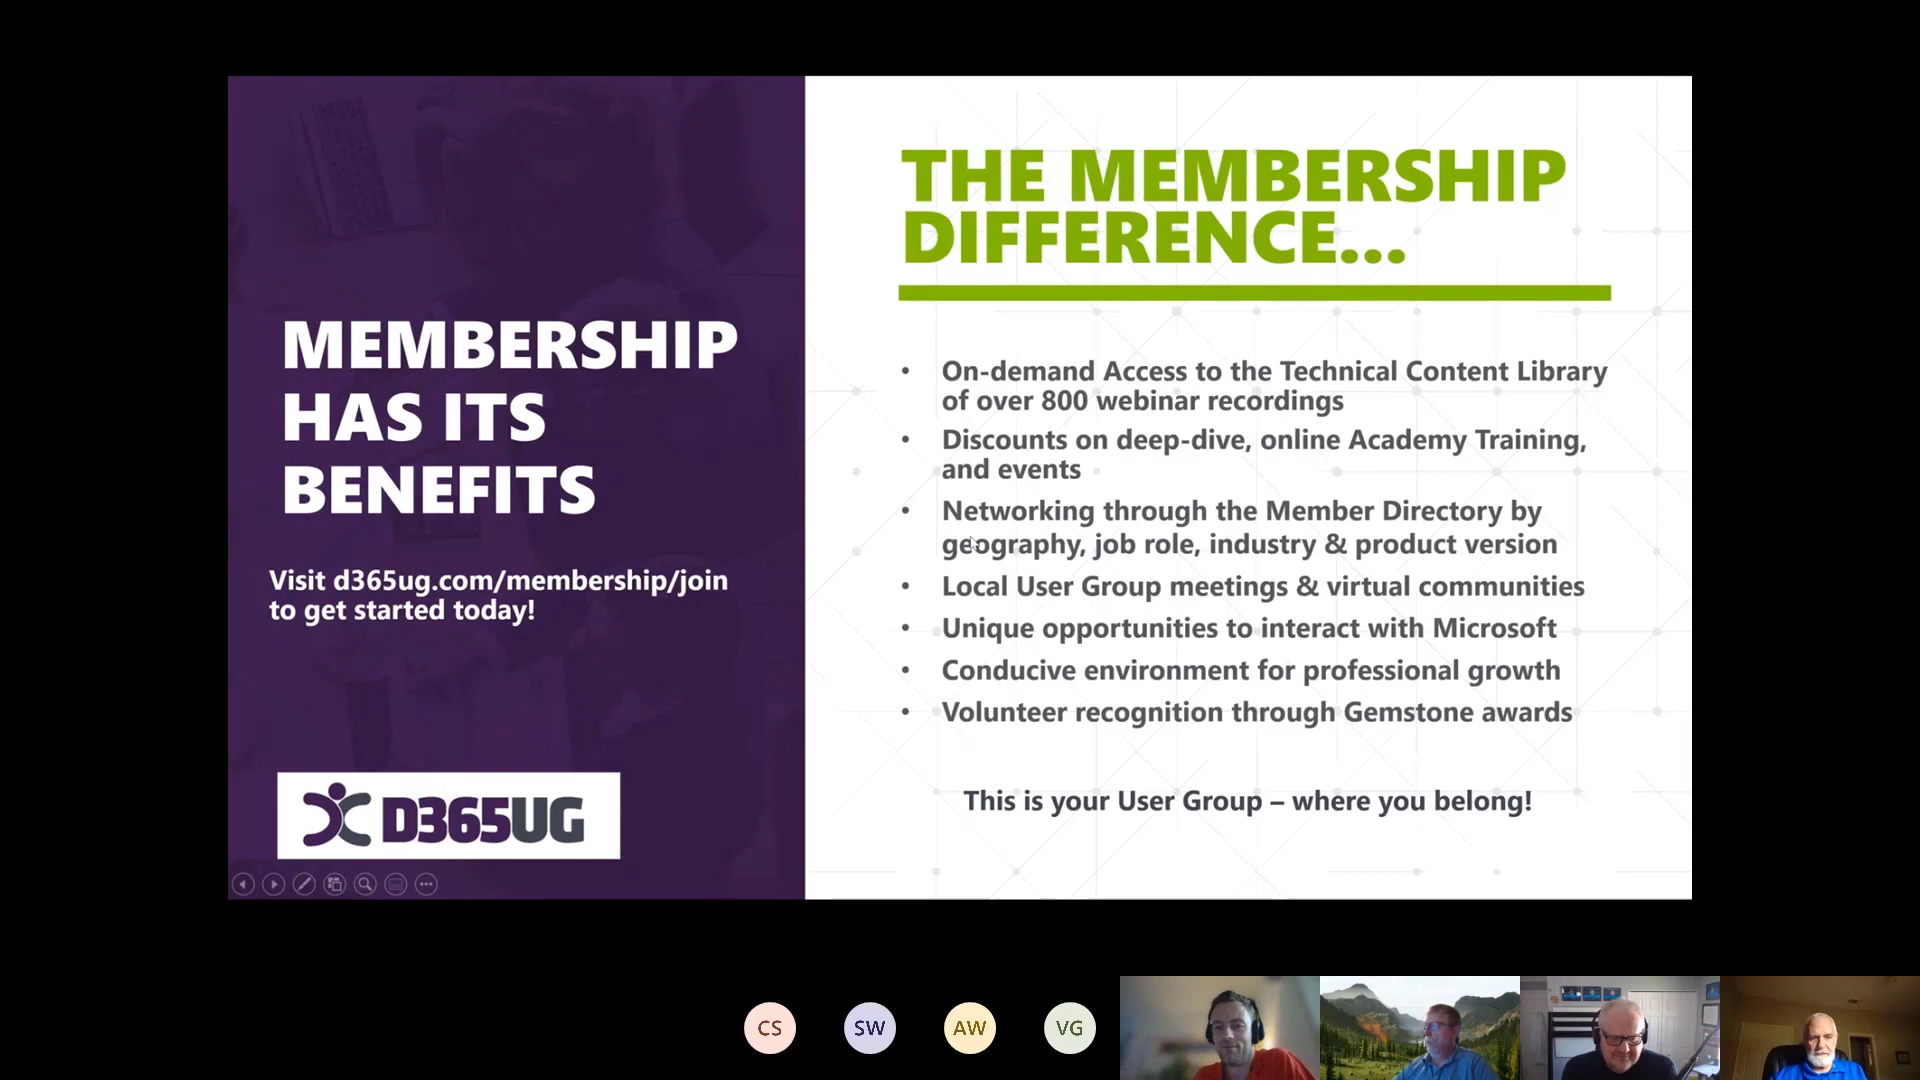 MEMBERSHIP
HAS ITS
BENEFITS
Visit d365ug.com/membership/join
to get started today!
D365UG
THE MEMBERSHIP
DIFFERENCE...
• On-demand Access to the Technical Content Library
of over 800 webinar recordings
• Discounts on deep-dive, online Academy Training,
and events
• Networking through the Member Directory by
geography, job role, industry & product version
• Local User Group meetings & virtual communities
• Unique opportunities to interact with Microsoft
• Conducive environment for professional growth
• Volunteer recognition through Gemstone awards
This is your User Group – where you belong!
CS
SW
AW
VG